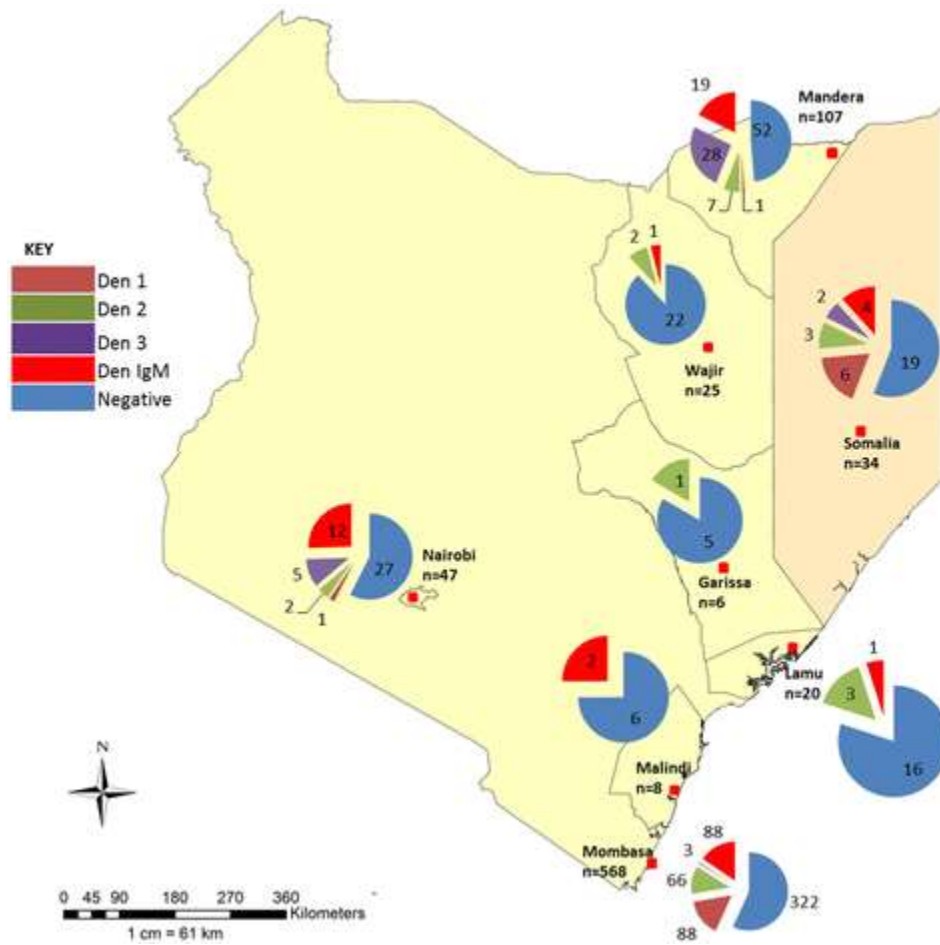 19
Mandera
n=107
52
28
7
1
KEY
Den 1
Den 2
Den 3
Den IgM
Negative
2
1
22
Wajir
n=25
2
4
3
6
19
Somalia
n=34
1
5
Garissa
n=6
12
5
27
2
1
Nairobi
n=47
2
6
Malindi
n=8
Lamu
n=20
1
3
16
N
Mombasa
n=568
88
3
66
88
322
0 45 90 180 270 360
Kilometers
1 cm = 61 km